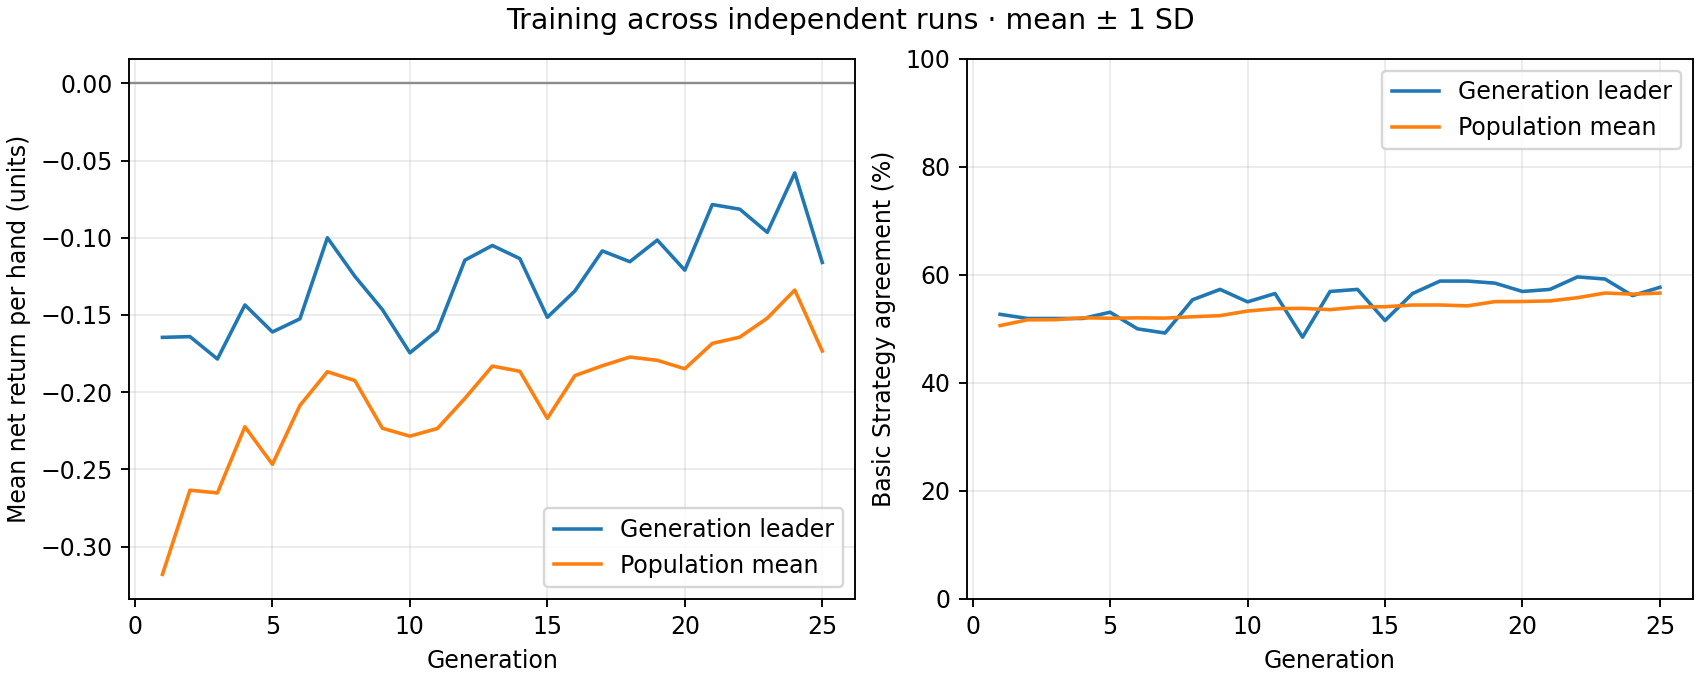 Training across independent runs · mean ± 1 SD
Mean net return per hand (units)
0.00
−0.05
−0.10
−0.15
−0.20
−0.25
−0.30
0 5 10 15 20 25
Generation
Generation leader
Population mean
Basic Strategy agreement (%)
100
80
60
40
20
0
0 5 10 15 20 25
Generation
Generation leader
Population mean